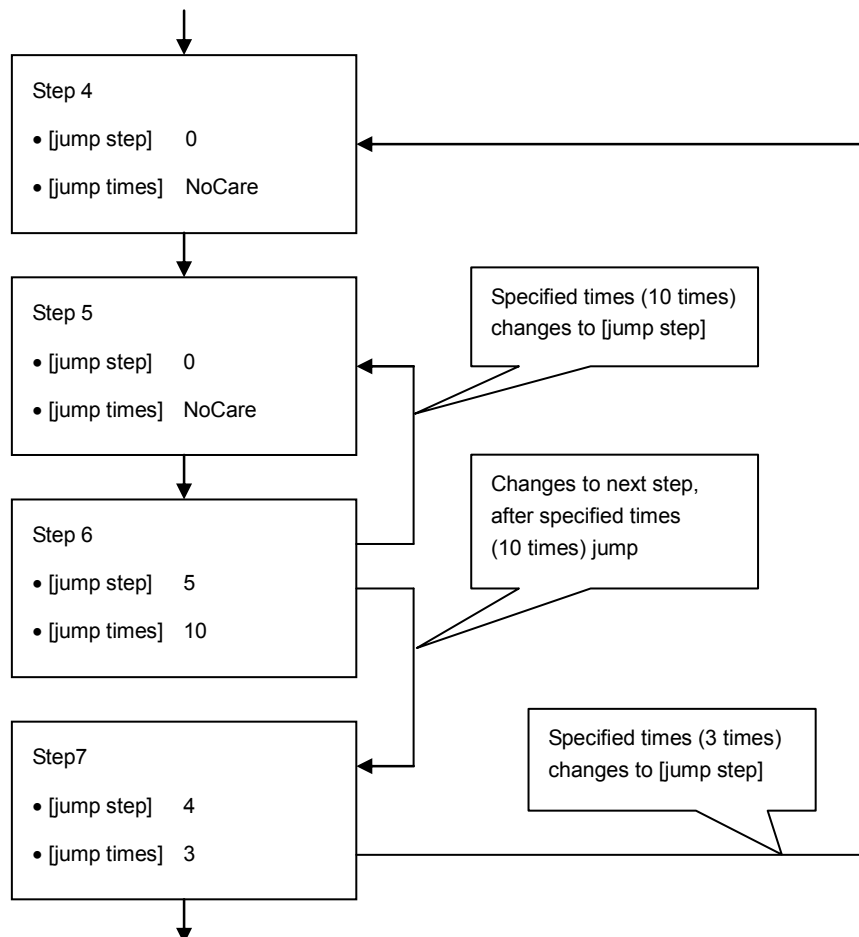 Step 4
• [jump step] 0
• [jump times] NoCare
Step 5
• [jump step] 0
• [jump times] NoCare
Specified times (10 times)
changes to [jump step]
Step 6
• [jump step] 5
• [jump times] 10
Changes to next step,
after specified times
(10 times) jump
Step7
• [jump step] 4
• [jump times] 3
Specified times (3 times)
changes to [jump step]